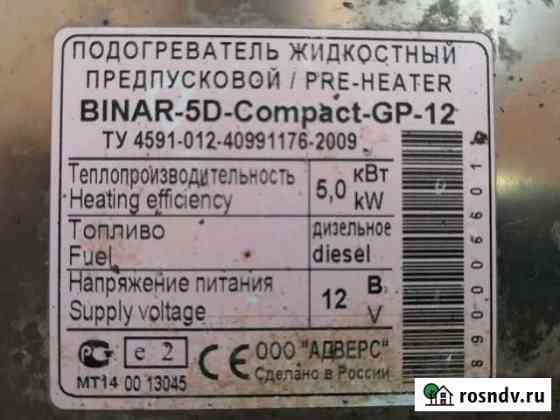 ПОДОГРЕВАТЕЛЬ ЖИДКОСТНЫЙ
ПРЕДПУСКОВОЙ / PRE-HEATER
BINAR-5D-Compact-GP-12
ТУ 4591-012-40991176-2009
Теплопроизводительность
Heating efficiency
5,0 кВт
kW
Топливо
Fuel
дизельное
diesel
Напряжение питания
Supply voltage
12 В
V
РСТ e 2 CE ООО "АДВЕРС"
Сделано в России
МТ14 00 13045
rosndv.ru